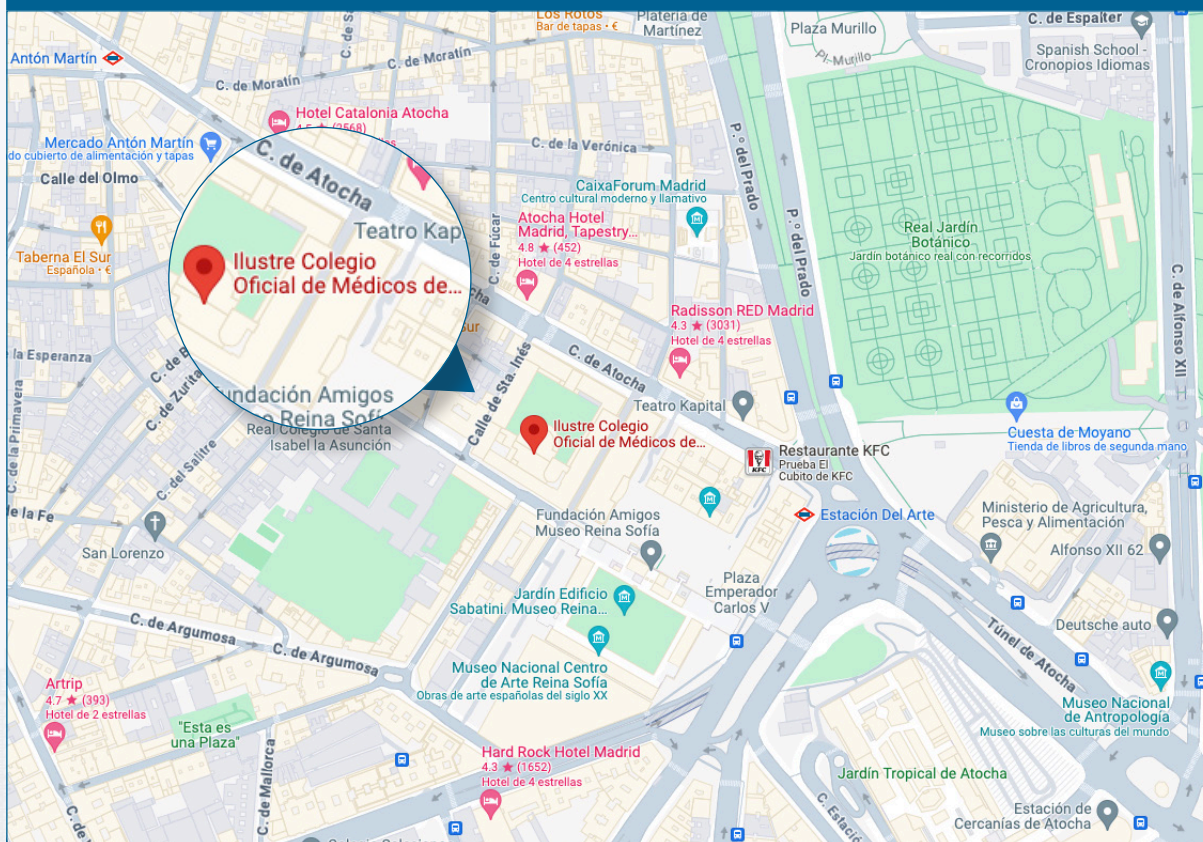 Los Rotos
Bar de tapas · €
Platería de
Martínez
Plaza Murillo
C. de Espalter
Pl. Murillo
Spanish School -
Cronopios Idiomas
Antón Martín
C. de Moratín
C. de Moratín
Hotel Catalonia Atocha
Mercado Antón Martín
do cubierto de alimentación y tapas
Calle del Olmo
C. de la Verónica
P.º del Prado
CaixaForum Madrid
Centro cultural moderno y llamativo
C. de Atocha
Teatro Kap
Ilustre Colegio
Oficial de Médicos de...
undación Amigos
o Reina Sofía
C. de Fúcar
Atocha Hotel
Madrid, Tapestry...
4.8 ★ (452)
Hotel de 4 estrellas
P.º del Prado
Real Jardín
Botánico
Jardín botánico real con recorridos
C. de Alfonso XII
Taberna El Sur
Española · €
Radisson RED Madrid
4.3 ★ (3031)
Hotel de 4 estrellas
la Esperanza
C. de la Primavera
C. de Zurita
Calle de Sta. Inés
C. de Atocha
Teatro Kapital
Cuesta de Moyano
Tienda de libros de segunda mano
Real Colegio de Santa
Isabel la Asunción
Ilustre Colegio
Oficial de Médicos de...
Restaurante KFC
Prueba El
Cubito de KFC
KFC
C. del Salitre
de la Fe
San Lorenzo
Fundación Amigos
Museo Reina Sofía
Estación Del Arte
Ministerio de Agricultura,
Pesca y Alimentación
Alfonso XII 62
Plaza
Emperador
Carlos V
Jardín Edificio
Sabatini. Museo Reina...
C. de Argumosa
C. de Argumosa
Túnel de Atocha
Deutsche auto
Museo Nacional Centro
de Arte Reina Sofía
Obras de arte españolas del siglo XX
Artrip
4.7 ★ (393)
Hotel de 2 estrellas
"Esta es
una Plaza"
Museo Nacional
de Antropología
Museo sobre las culturas del mundo
C. de Mallorca
Hard Rock Hotel Madrid
4.3 ★ (1652)
Hotel de 4 estrellas
Jardín Tropical de Atocha
Estación de
Cercanías de Atocha